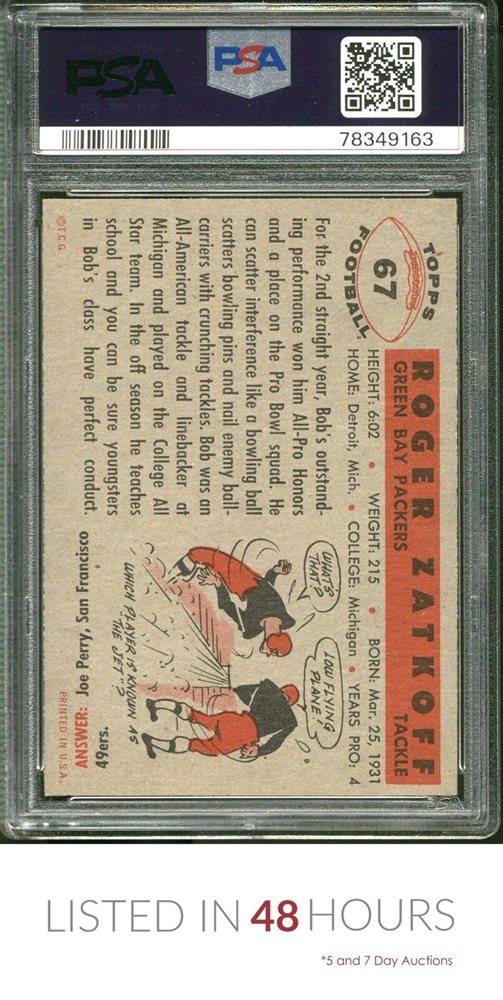 PSA
PSA
78349163
TOPPS
67
FOOTBALL
ROGER ZATKOFF
GREEN BAY PACKERS TACKLE
HEIGHT: 6:02 • WEIGHT: 215 • BORN: Mar. 25, 1931
HOME: Detroit, Mich. • COLLEGE: Michigan • YEARS PRO: 4
For the 2nd straight year, Bob's outstand-
ing performance won him All-Pro Honors
and a place on the Pro Bowl squad. He
can scatter interference like a bowling ball
scatters bowling pins and nail enemy ball-
carriers with crunching tackles. Bob was an
All-American tackle and linebacker at
Michigan and played on the College All
Star team. In the off season he teaches
school and you can be sure youngsters
in Bob's class have perfect conduct.
©T.C.G.
WHAT'S
THAT?
LOW FLYING
PLANE!
WHICH PLAYER IS KNOWN AS
"THE JET"?
ANSWER: Joe Perry, San Francisco
49ers.
PRINTED IN U.S.A.
PSA
LISTED IN 48 HOURS
*5 and 7 Day Auctions